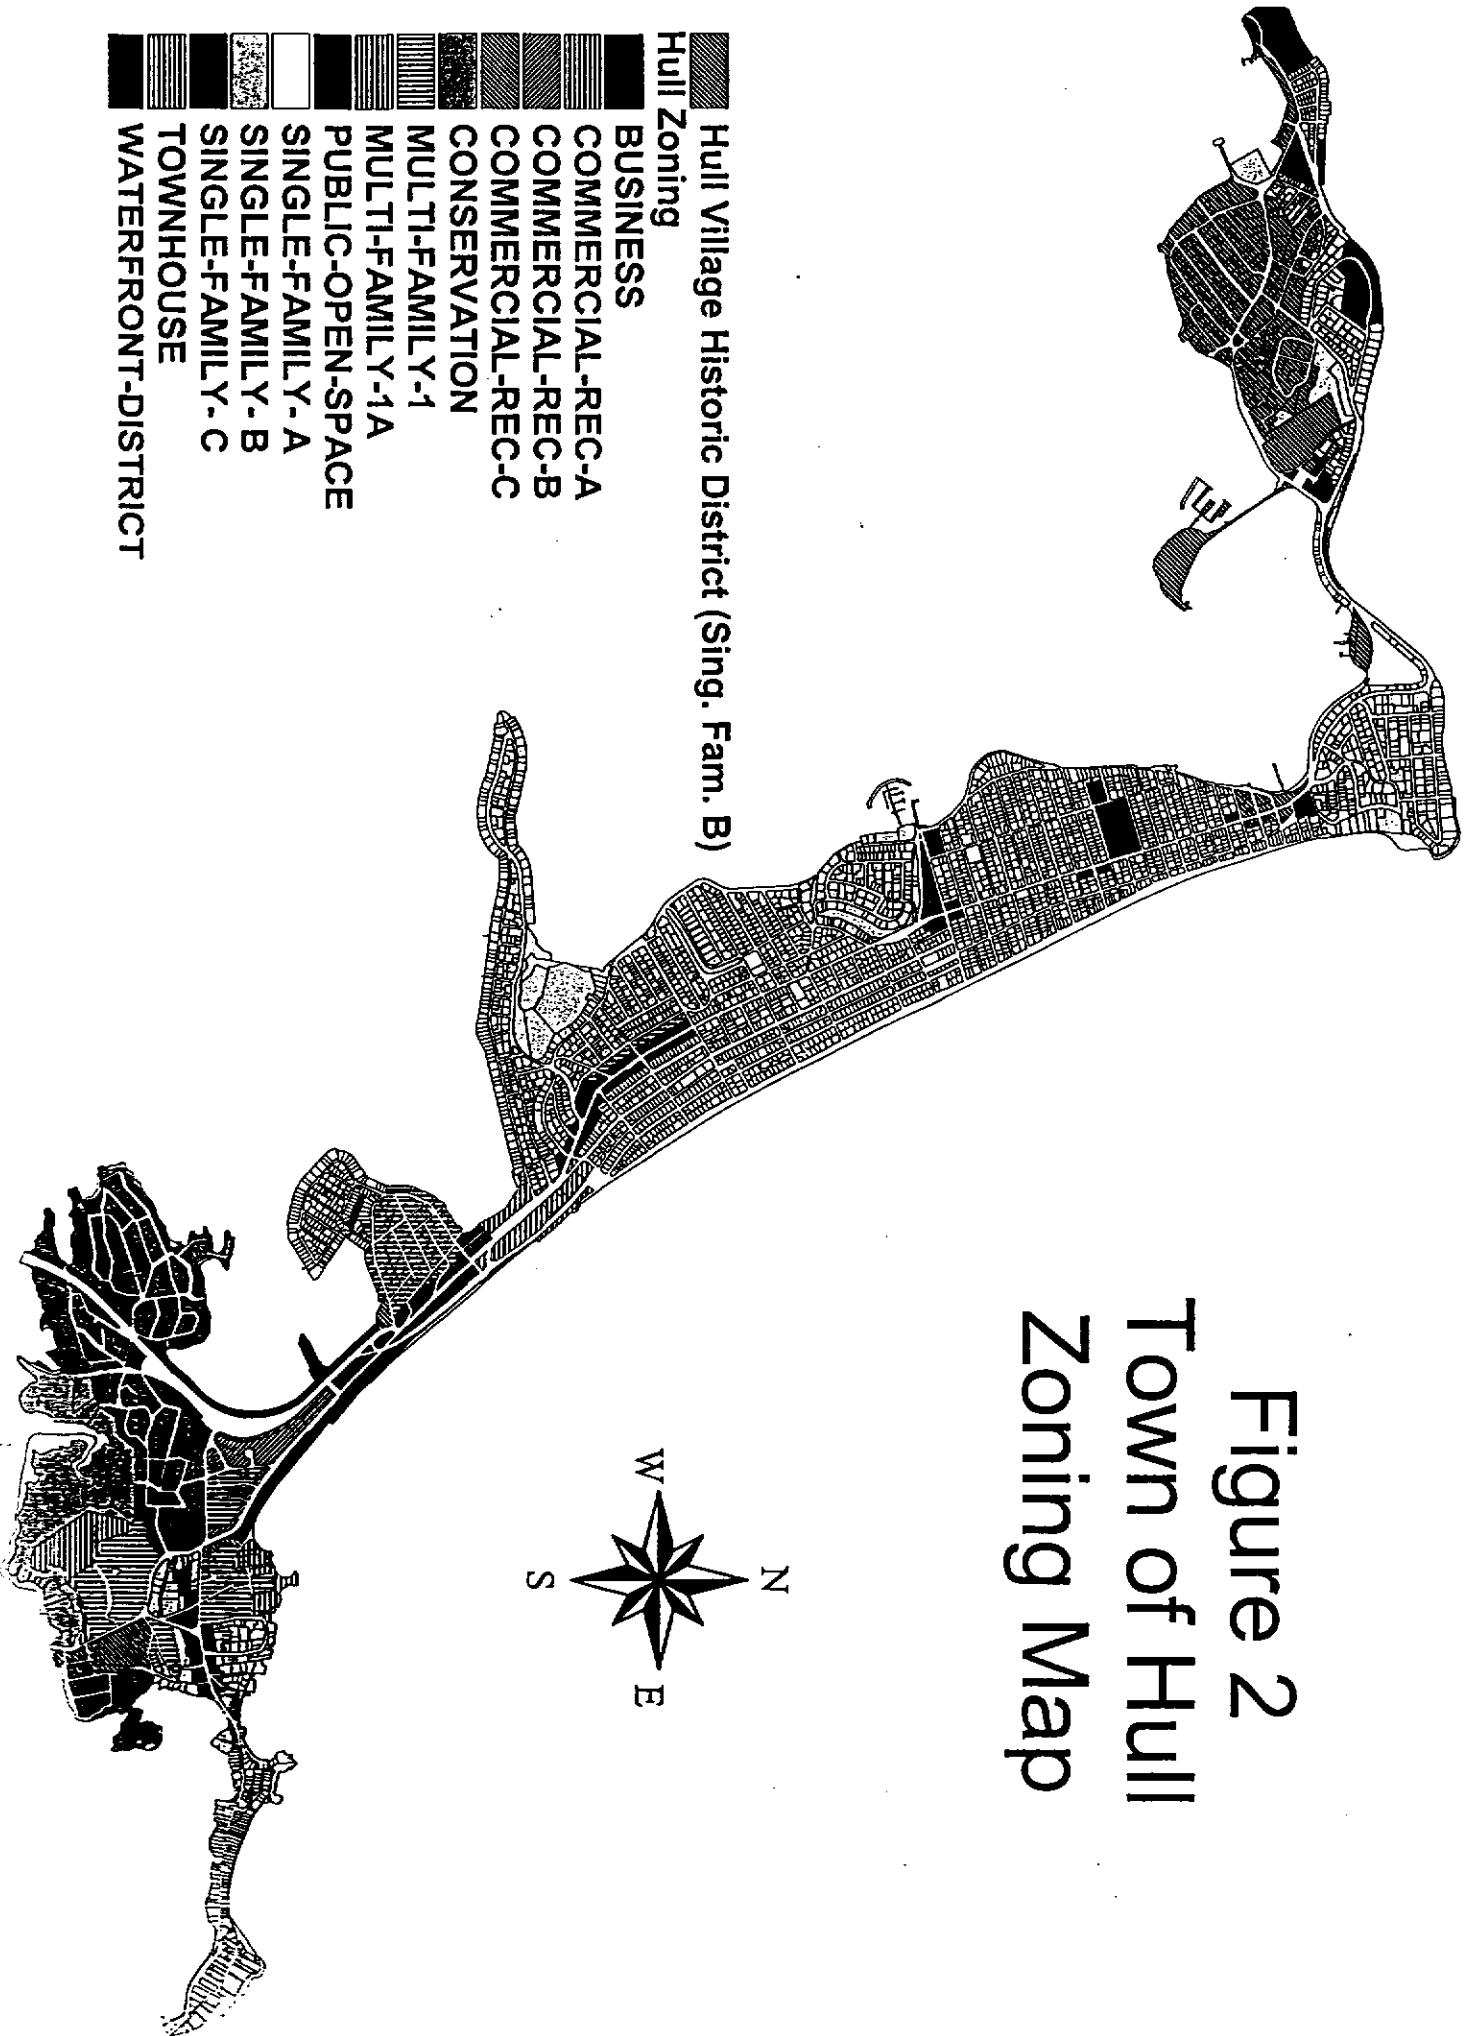 Figure 2
Town of Hull
Zoning Map
N
W
E
S
Hull Village Historic District (Sing. Fam. B)
Hull Zoning
BUSINESS
COMMERCIAL-REC-A
COMMERCIAL-REC-B
COMMERCIAL-REC-C
CONSERVATION
MULTI-FAMILY-1
MULTI-FAMILY-1A
PUBLIC-OPEN-SPACE
SINGLE-FAMILY- A
SINGLE-FAMILY- B
SINGLE-FAMILY- C
TOWNHOUSE
WATERFRONT-DISTRICT